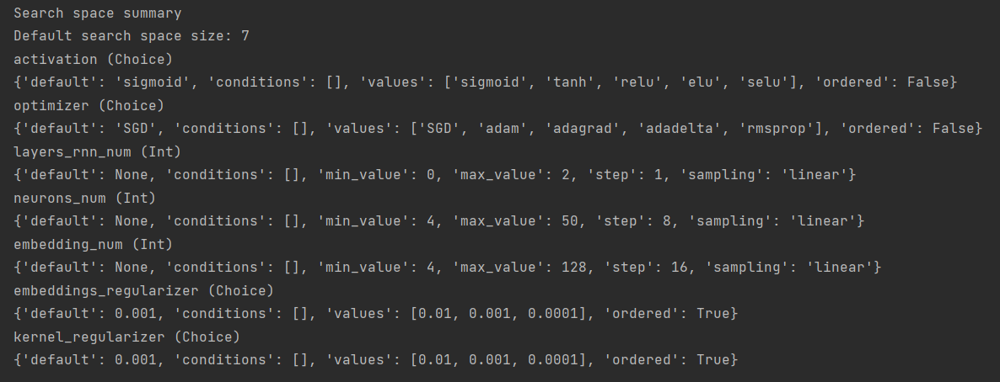 Search space summary
Default search space size: 7
activation (Choice)
{'default': 'sigmoid', 'conditions': [], 'values': ['sigmoid', 'tanh', 'relu', 'elu', 'selu'], 'ordered': False}
optimizer (Choice)
{'default': 'SGD', 'conditions': [], 'values': ['SGD', 'adam', 'adagrad', 'adadelta', 'rmsprop'], 'ordered': False}
layers_rnn_num (Int)
{'default': None, 'conditions': [], 'min_value': 0, 'max_value': 2, 'step': 1, 'sampling': 'linear'}
neurons_num (Int)
{'default': None, 'conditions': [], 'min_value': 4, 'max_value': 50, 'step': 8, 'sampling': 'linear'}
embedding_num (Int)
{'default': None, 'conditions': [], 'min_value': 4, 'max_value': 128, 'step': 16, 'sampling': 'linear'}
embeddings_regularizer (Choice)
{'default': 0.001, 'conditions': [], 'values': [0.01, 0.001, 0.0001], 'ordered': True}
kernel_regularizer (Choice)
{'default': 0.001, 'conditions': [], 'values': [0.01, 0.001, 0.0001], 'ordered': True}